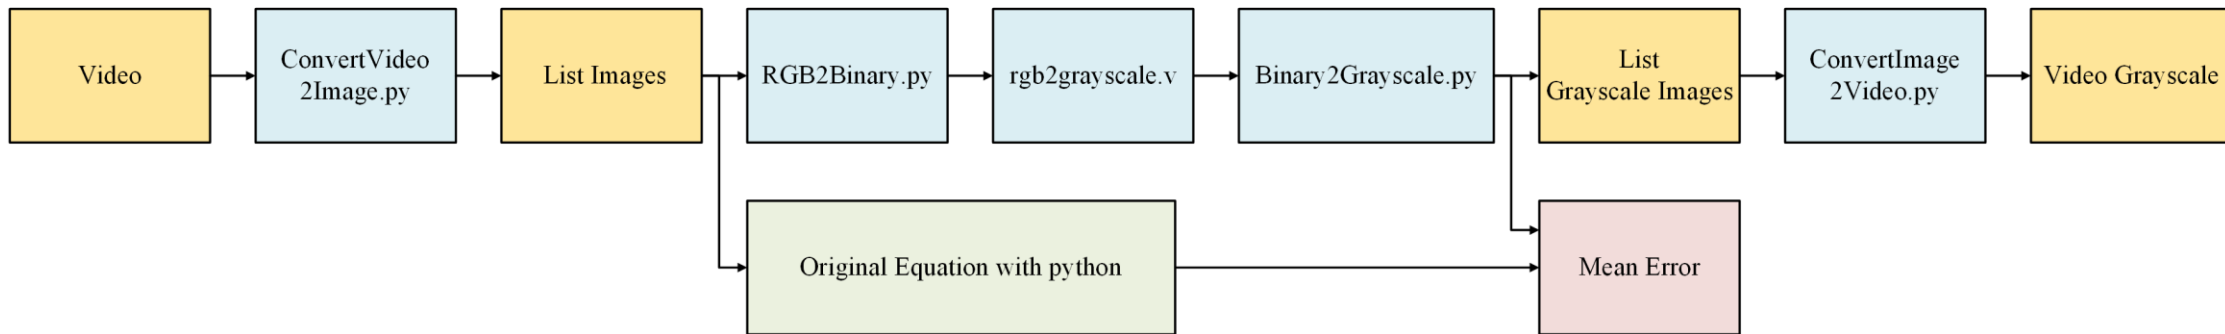 Video
ConvertVideo
2Image.py
List Images
RGB2Binary.py
rgb2grayscale.v
Binary2Grayscale.py
List
Grayscale Images
ConvertImage
2Video.py
Video Grayscale
Original Equation with python
Mean Error